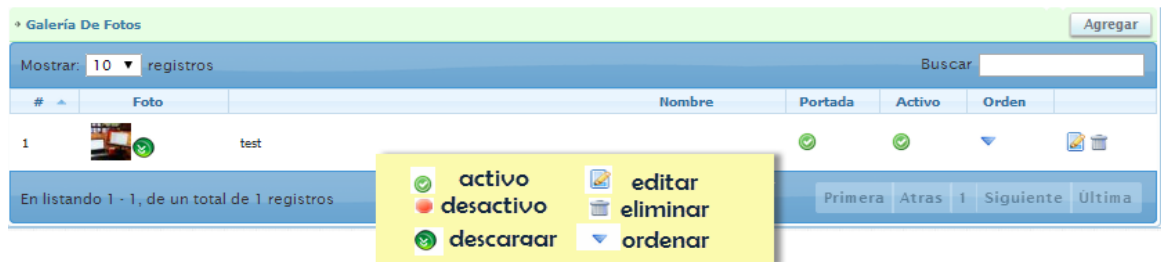 Galería De Fotos Agregar
Mostrar: 10 registros Buscar
# Foto Nombre Portada Activo Orden
1 test
activo editar
En listando 1 - 1, de un total de 1 registros desactivo eliminar Primera Atras 1 Siguiente Última
descargar ordenar